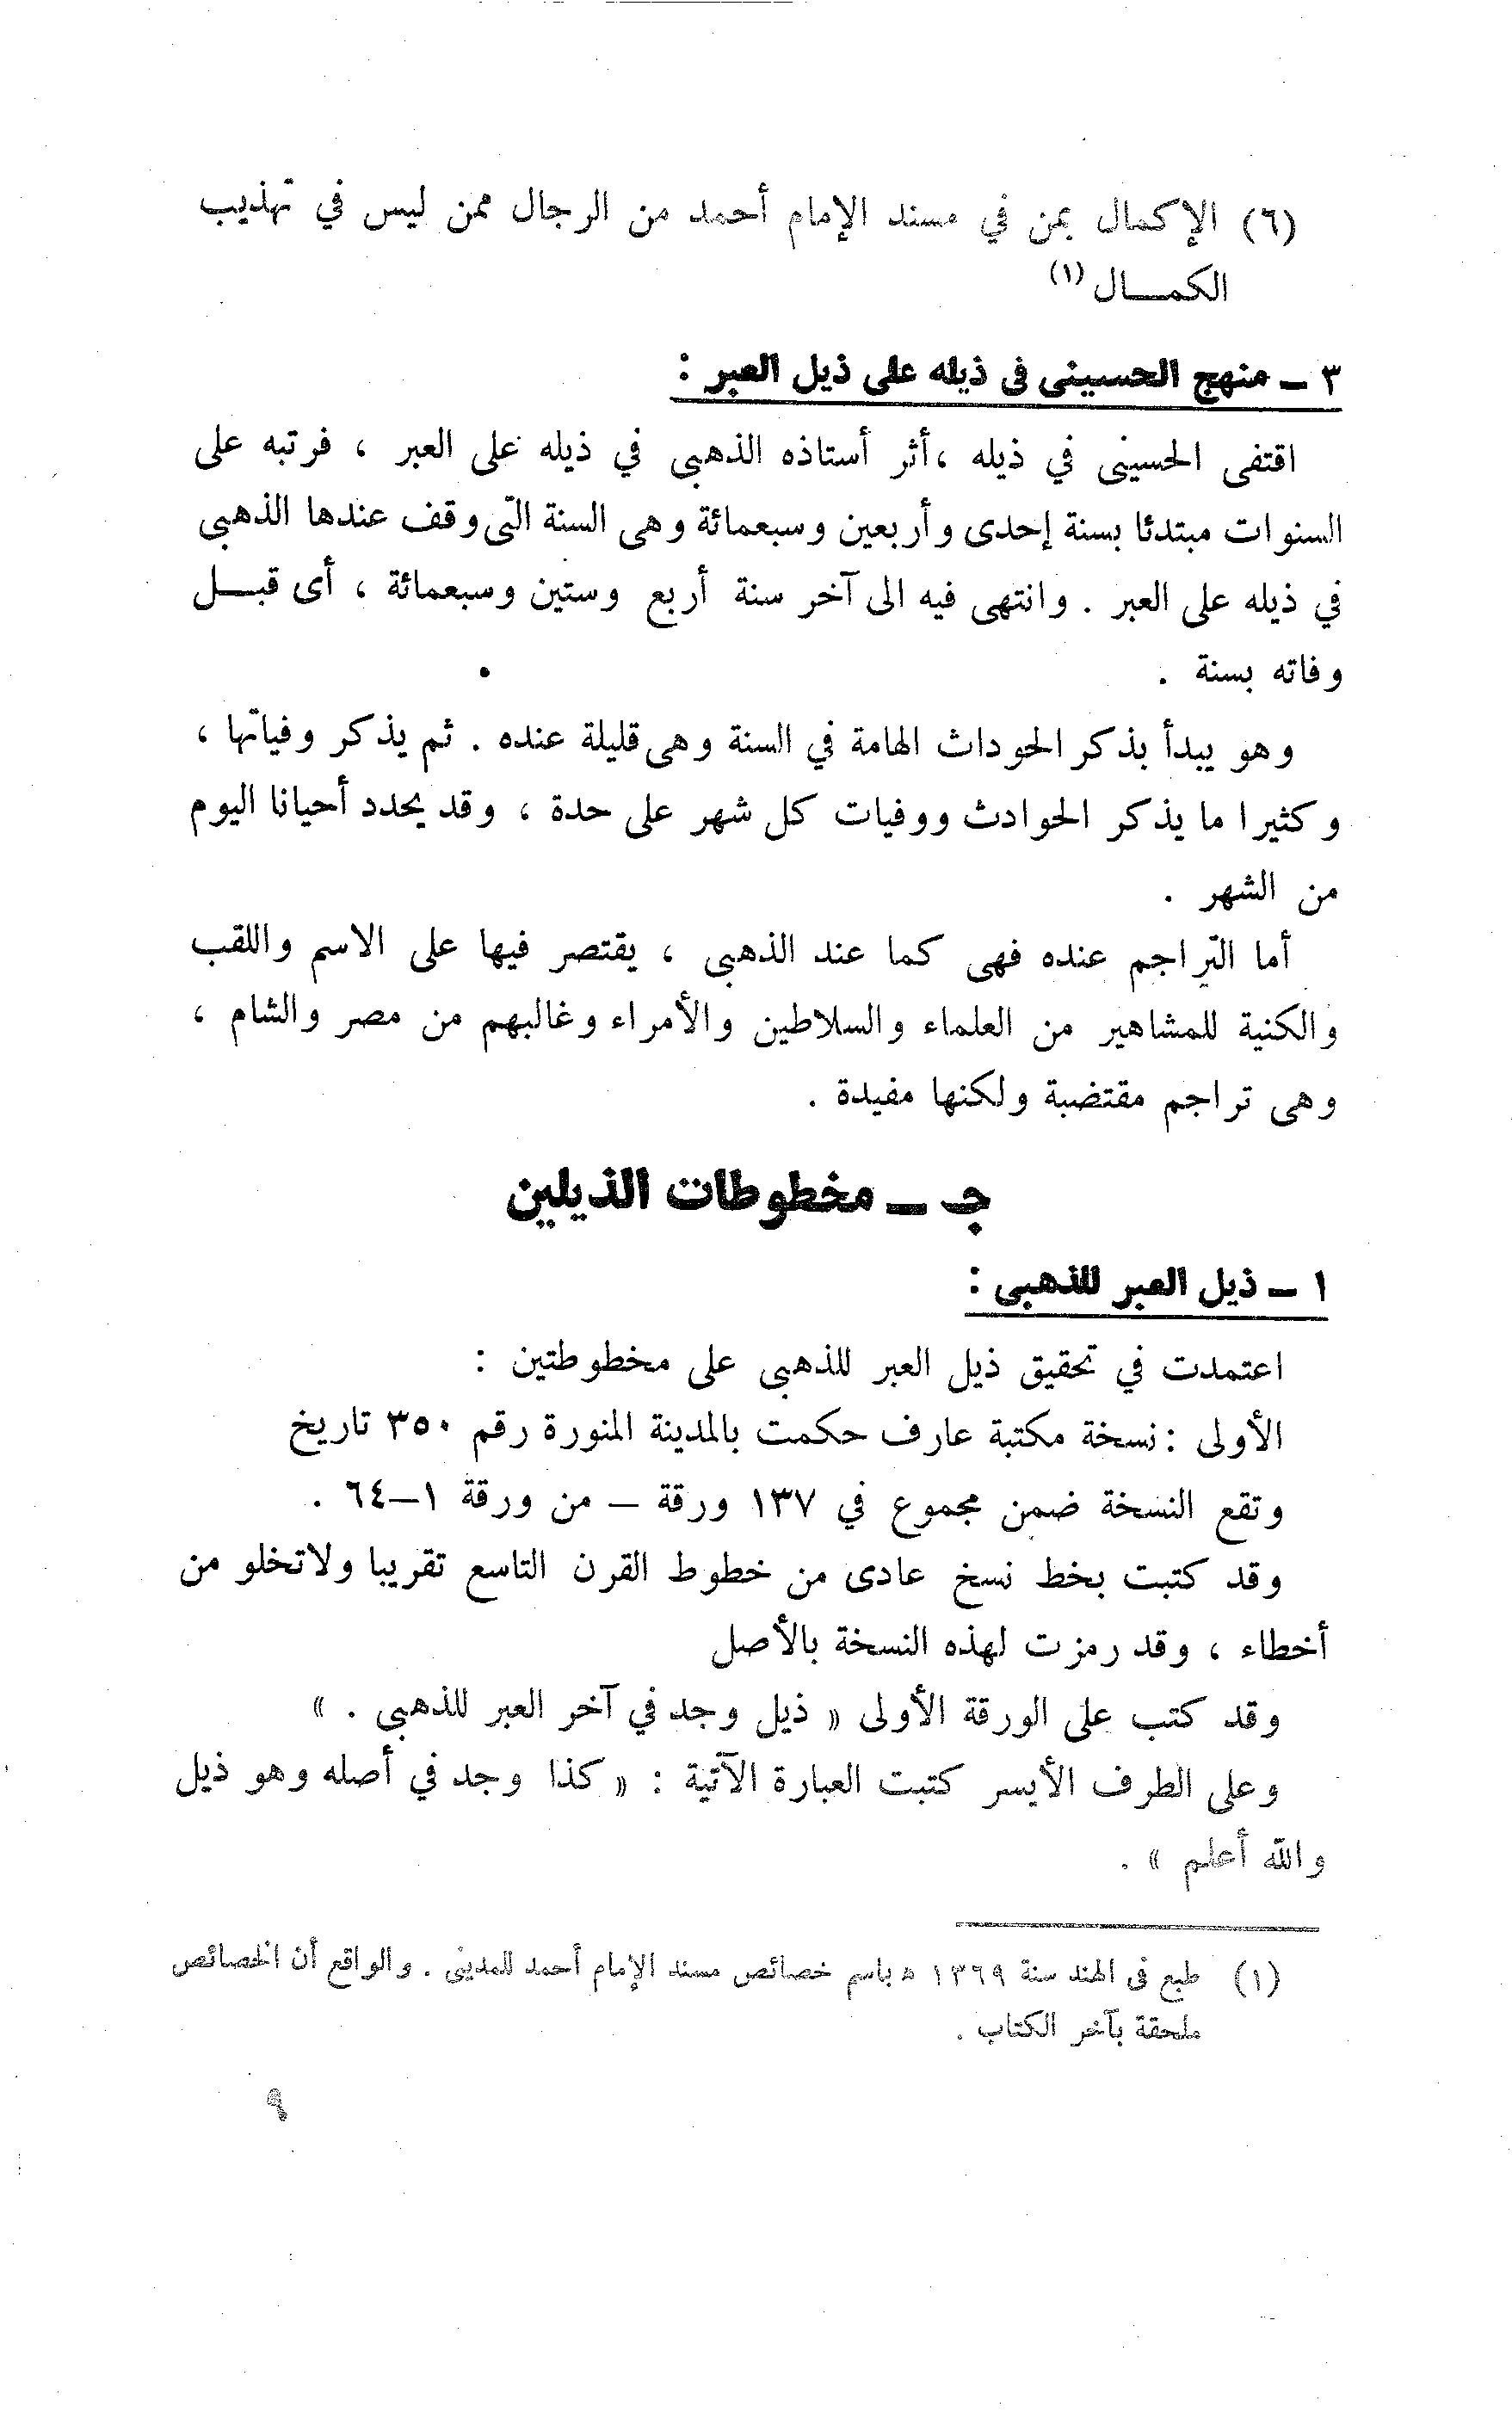 (٦) الإكمال بمن في مسند الإمام أحمد من الرجال ممن ليس في تهذيب
الكمـــال (١)
٣ ــ منهج الحسينى فى ذيله على ذيل العبر :
اقتفى الحسينى في ذيله ، أثر أستاذه الذهبى في ذيله على العبر ، فرتبه على
السنوات مبتدئا بسنة إحدى وأربعين وسبعمائة وهى السنة التى وقف عندها الذهبى
في ذيله على العبر . وانتهى فيه الى آخر سنة أربع وستين وسبعمائة ، أى قبـــل
وفاته بسنة .
وهو يبدأ بذكر الحوداث الهامة في السنة وهى قليلة عنده . ثم يذكر وفياتها ،
وكثيرا ما يذكر الحوادث ووفيات كل شهر على حدة ، وقد يحدد أحيانا اليوم
من الشهر .
أما التراجم عنده فهى كما عند الذهبى ، يقتصر فيها على الاسم واللقب
والكنية للمشاهير من العلماء والسلاطين والأمراء وغالبهم من مصر والشام ،
وهى تراجم مقتضبة ولكنها مفيدة .
جـ ــ مخطوطات الذيلين
١ ــ ذيل العبر للذهبى :
اعتمدت في تحقيق ذيل العبر للذهبى على مخطوطتين :
الأولى : نسخة مكتبة عارف حكمت بالمدينة المنورة رقم ٣٥٠ تاريخ
وتقع النسخة ضمن مجموع في ١٣٧ ورقة – من ورقة ١–٦٤ .
وقد كتبت بخط نسخ عادى من خطوط القرن التاسع تقريبا ولاتخلو من
أخطاء ، وقد رمزت لهذه النسخة بالأصل
وقد كتب على الورقة الأولى « ذيل وجد في آخر العبر للذهبى . »
وعلى الطرف الأيسر كتبت العبارة الآتية : « كذا وجد في أصله وهو ذيل
والله أعلم » .
(١) طبع فى الهند سنة ١٣٦٩ ه باسم خصائص مسند الإمام أحمد للمدينى . والواقع أن الخصائص
ملحقة بآخر الكتاب .
٩